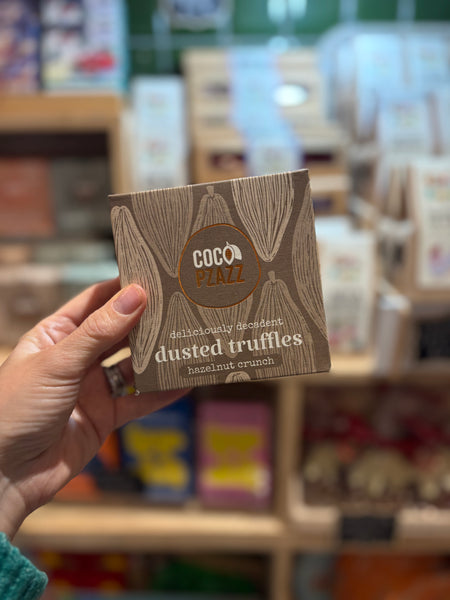 COCO
PZAZZ
deliciously decadent
dusted truffles
hazelnut crunch